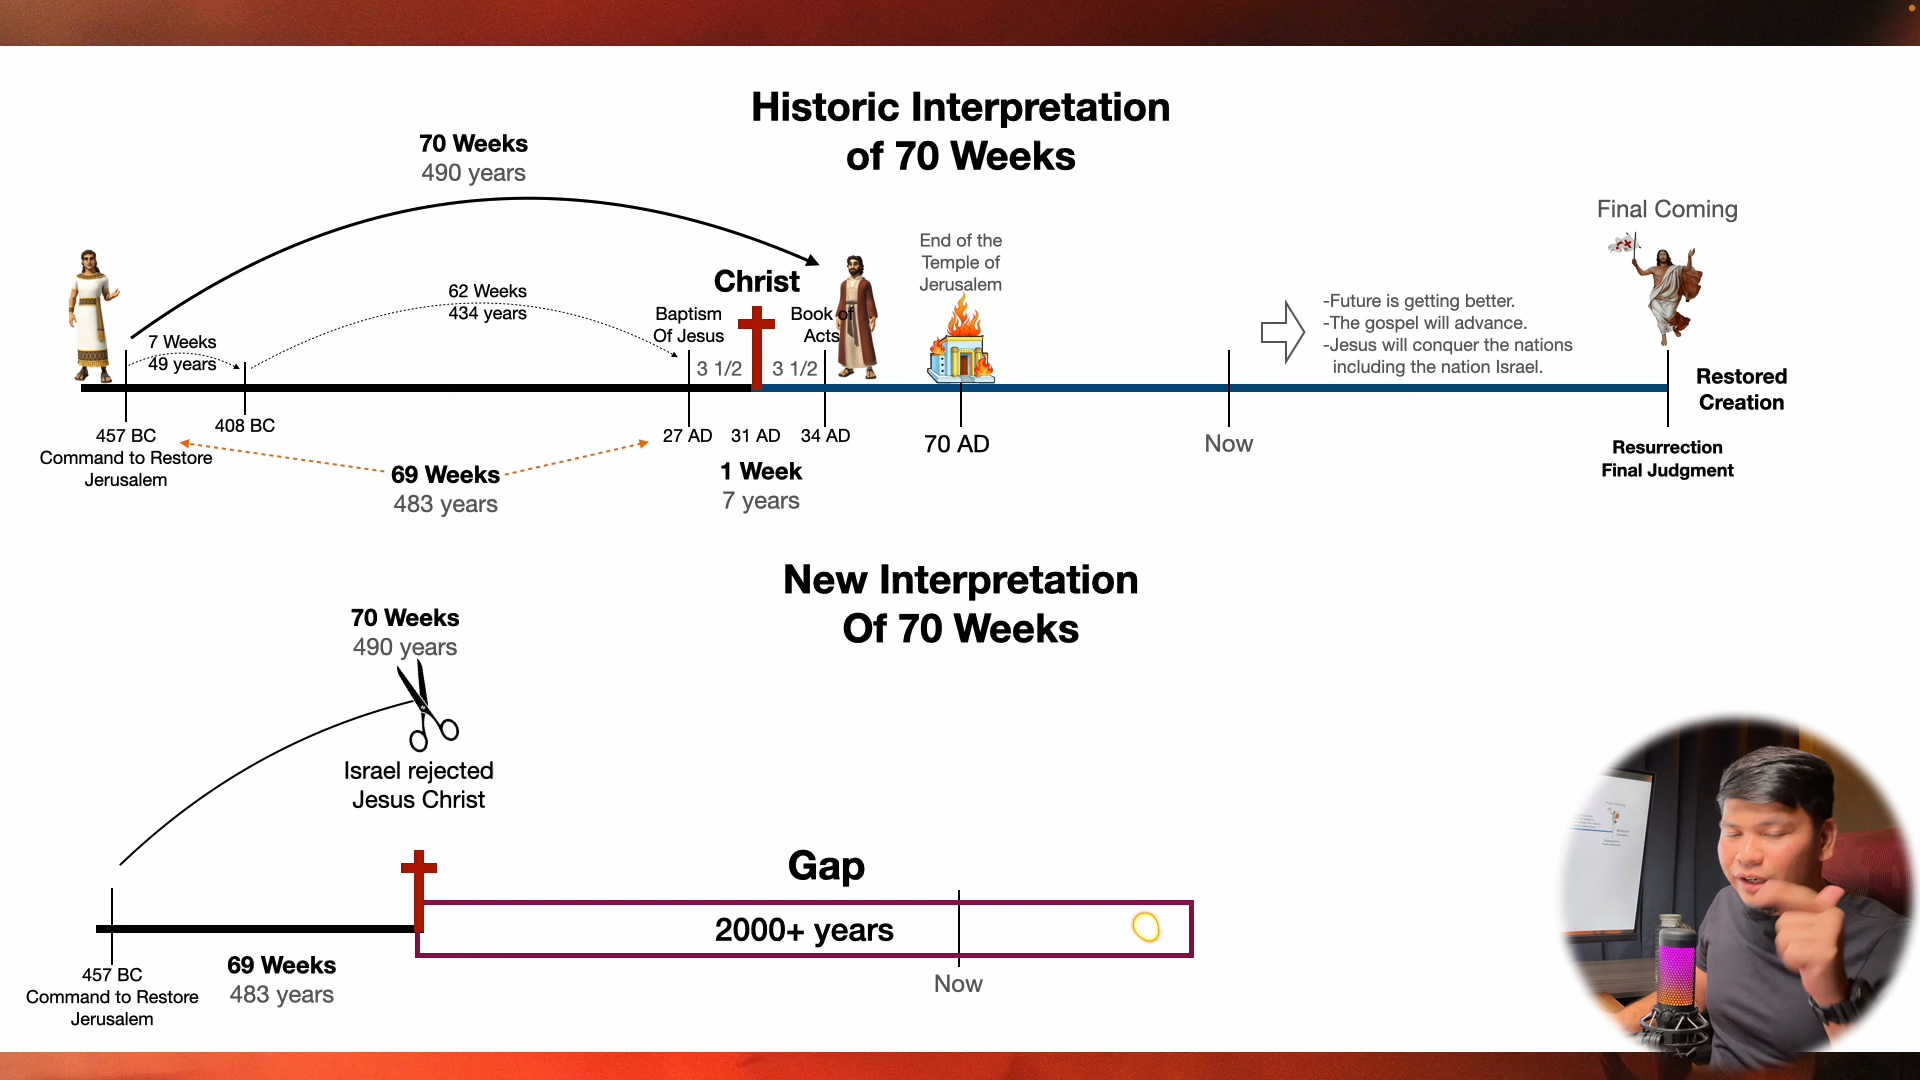 Historic Interpretation
of 70 Weeks
70 Weeks
490 years
Final Coming
End of the
Temple of
Jerusalem
Christ
62 Weeks
434 years
Baptism
Of Jesus
Book of
Acts
7 Weeks
49 years
3 1/2
3 1/2
-Future is getting better.
-The gospel will advance.
-Jesus will conquer the nations
including the nation Israel.
Restored
Creation
457 BC
Command to Restore
Jerusalem
408 BC
69 Weeks
483 years
27 AD
31 AD
34 AD
1 Week
7 years
70 AD
Now
Resurrection
Final Judgment
New Interpretation
Of 70 Weeks
70 Weeks
490 years
Israel rejected
Jesus Christ
Gap
2000+ years
Now
457 BC
Command to Restore
Jerusalem
69 Weeks
483 years